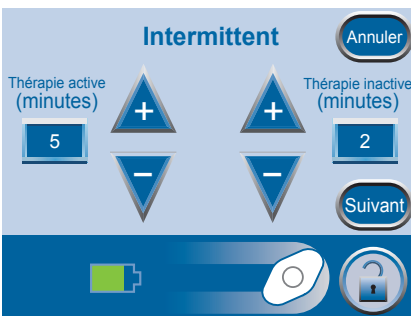 Intermittent
Annuler
Thérapie active
(minutes)
5
+
−
+
−
Thérapie inactive
(minutes)
2
Suivant